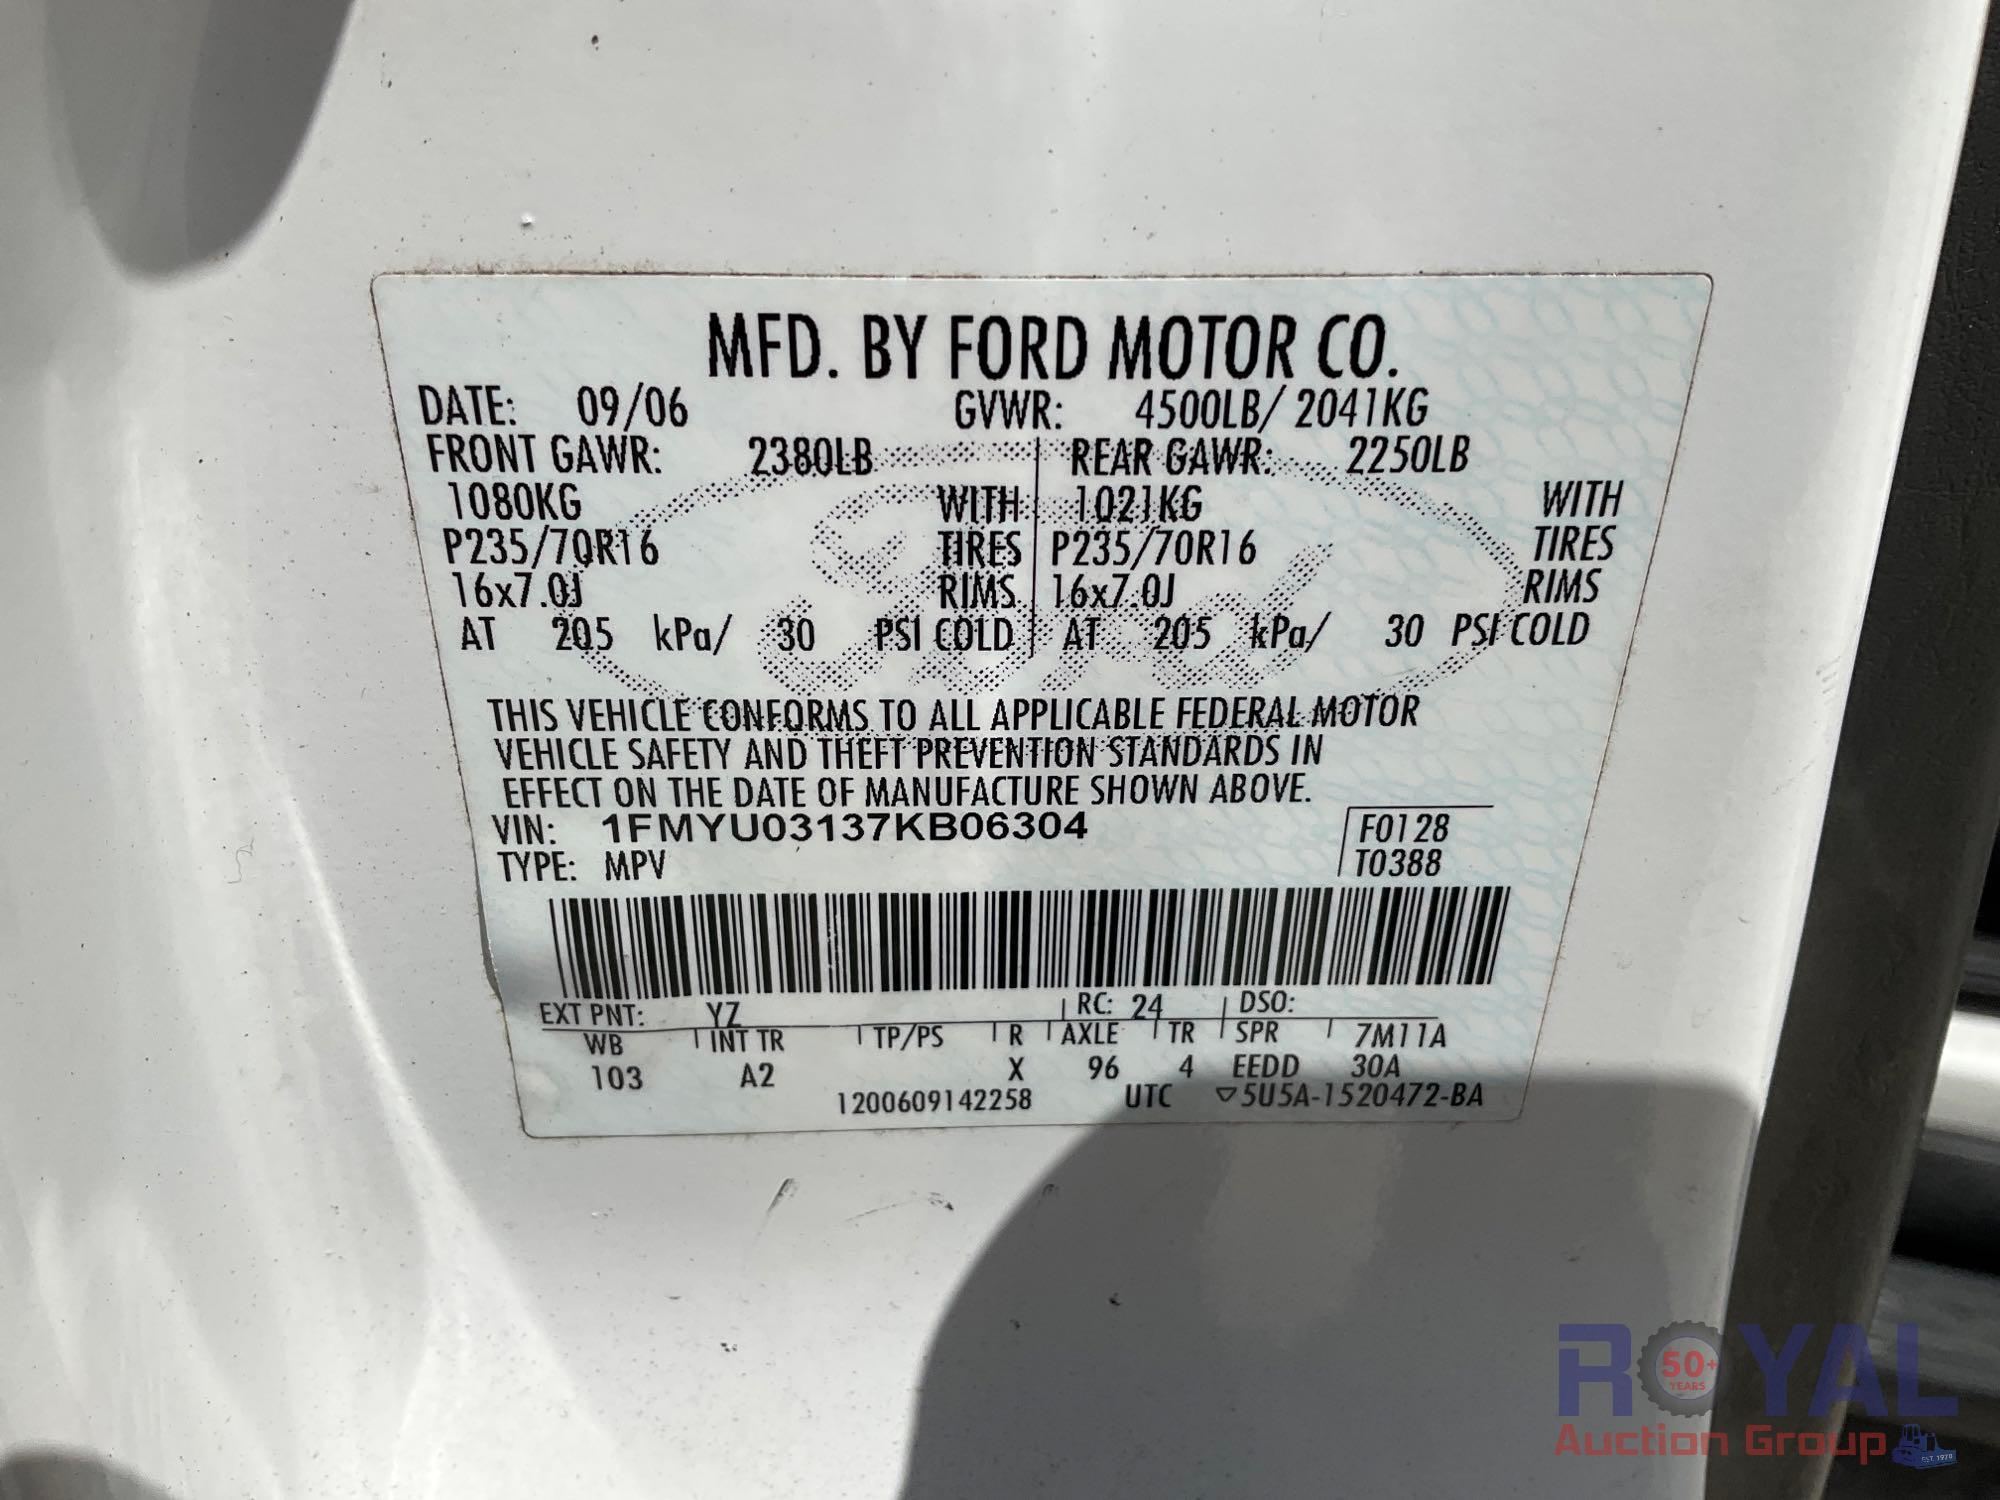 MFD. BY FORD MOTOR CO.
DATE: 09/06 GVWR: 4500LB/ 2041KG
FRONT GAWR: 2380LB REAR GAWR: 2250LB
1080KG WITH 1021KG WITH
P235/70R16 TIRES P235/70R16 TIRES
16x7.0J RIMS 16x7.0J RIMS
AT 205 kPa/ 30 PSI COLD AT 205 kPa/ 30 PSI COLD
THIS VEHICLE CONFORMS TO ALL APPLICABLE FEDERAL MOTOR
VEHICLE SAFETY AND THEFT PREVENTION STANDARDS IN
EFFECT ON THE DATE OF MANUFACTURE SHOWN ABOVE.
VIN: 1FMYU03137KB06304 F0128
TYPE: MPV T0388
EXT PNT: YZ RC: 24 DSO:
WB INT TR TP/PS R AXLE TR SPR 7M11A
103 A2 X 96 4 EEDD 30A
1200609142258 UTC ▽5U5A-1520472-BA
Ford
ROYAL
50+
YEARS
Auction Group
EST. 1970